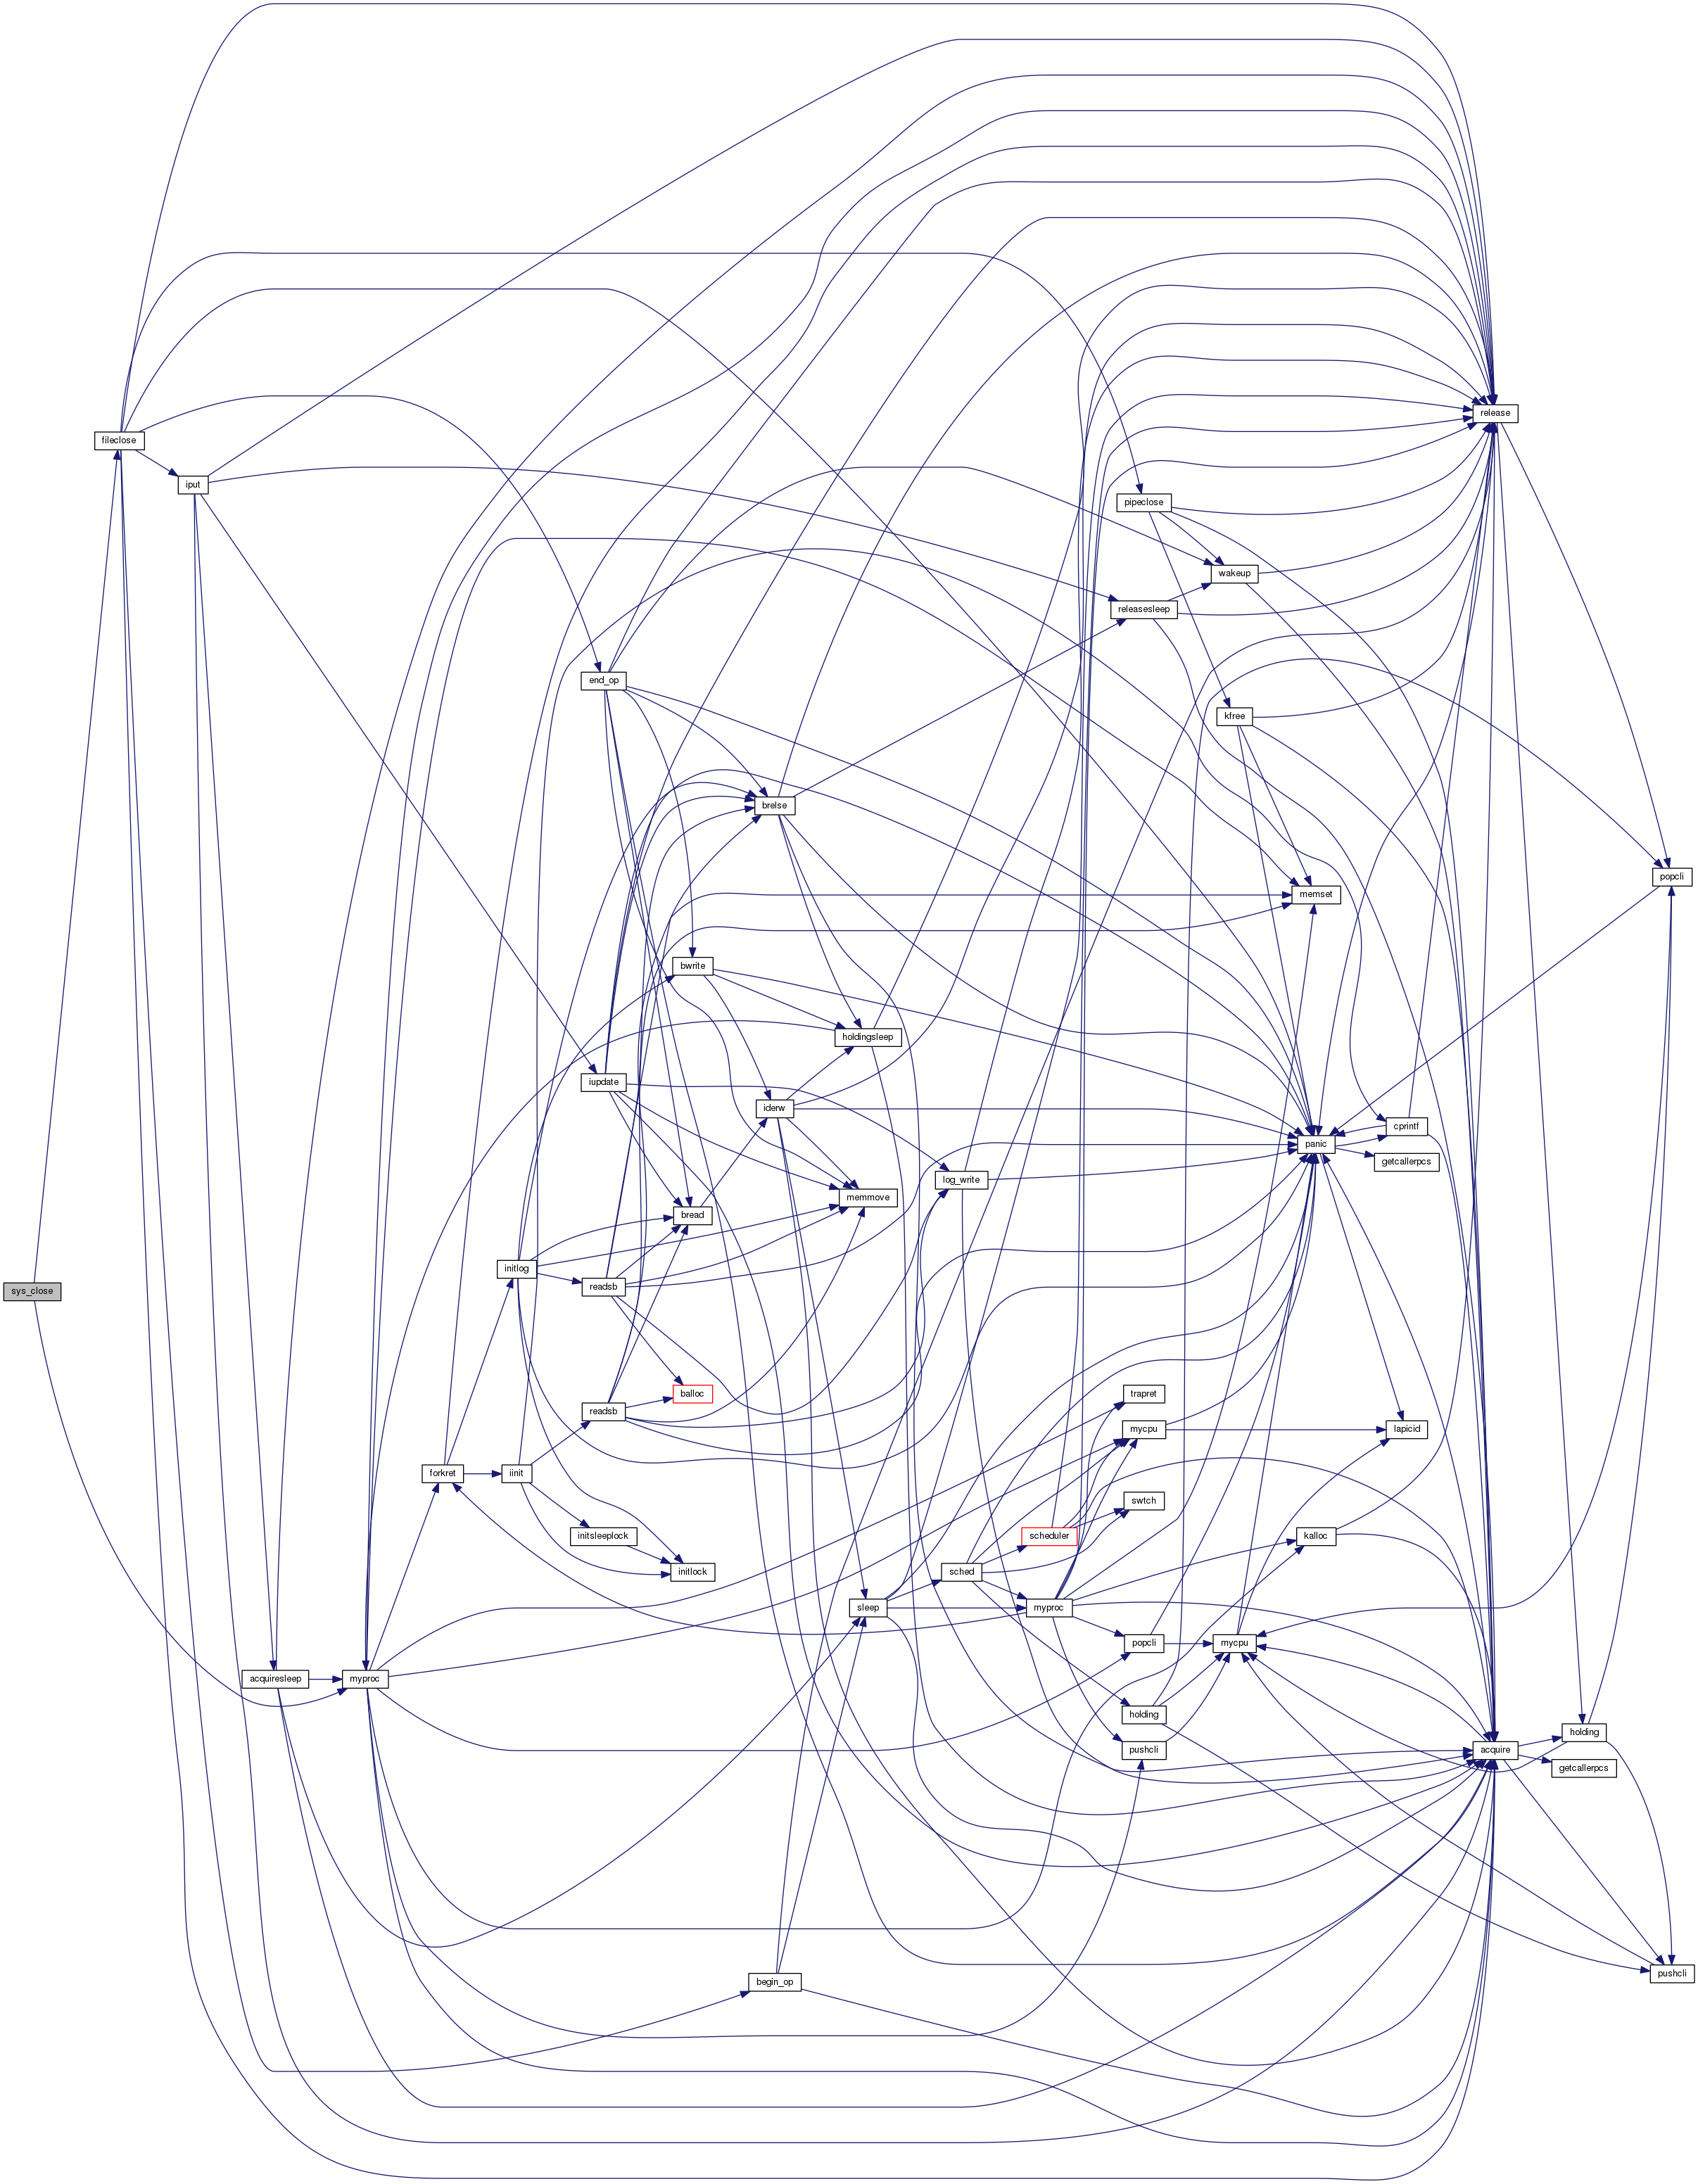 sys_close
fileclose
iput
acquiresleep
myproc
forkret
initlog
iinit
end_op
iupdate
readsb
readsb
initsleeplock
bwrite
bread
balloc
initlock
brelse
iderw
begin_op
holdingsleep
memmove
sleep
log_write
sched
scheduler
myproc
pipeclose
releasesleep
trapret
mycpu
swtch
popcli
holding
pushcli
wakeup
kfree
mycpu
memset
panic
kalloc
cprintf
getcallerpcs
lapicid
release
acquire
holding
getcallerpcs
popcli
pushcli